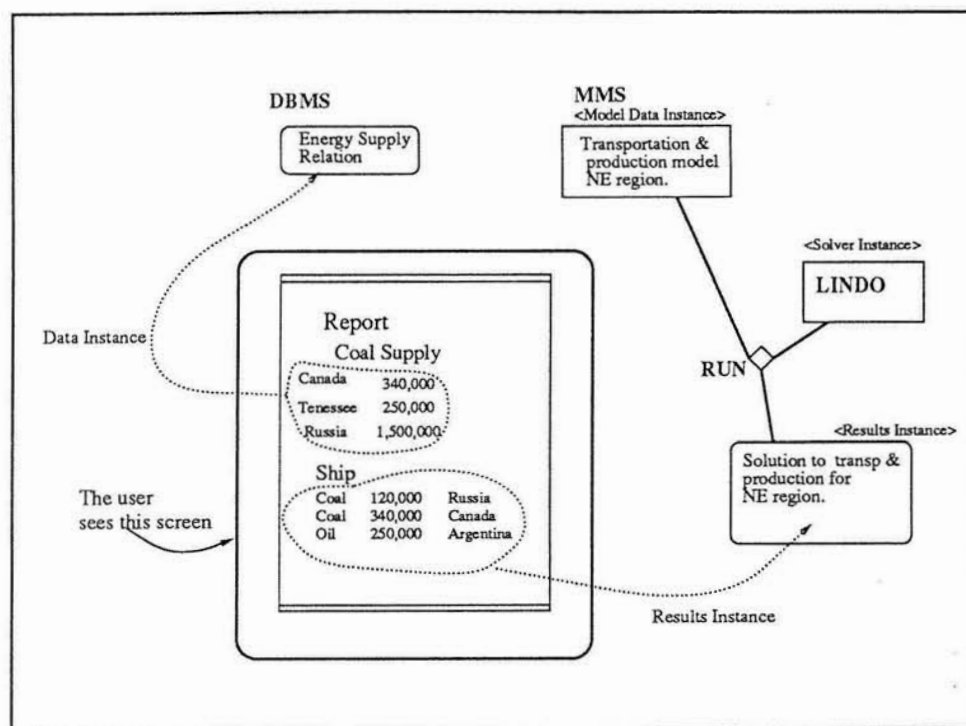 DBMS
Energy Supply
Relation
MMS
<Model Data Instance>
Transportation &
production model
NE region.
<Solver Instance>
LINDO
RUN
<Results Instance>
Solution to transp &
production for
NE region.
Data Instance
Report
Coal Supply
Canada 340,000
Tenessee 250,000
Russia 1,500,000
Ship
Coal 120,000 Russia
Coal 340,000 Canada
Oil 250,000 Argentina
The user
sees this screen
Results Instance